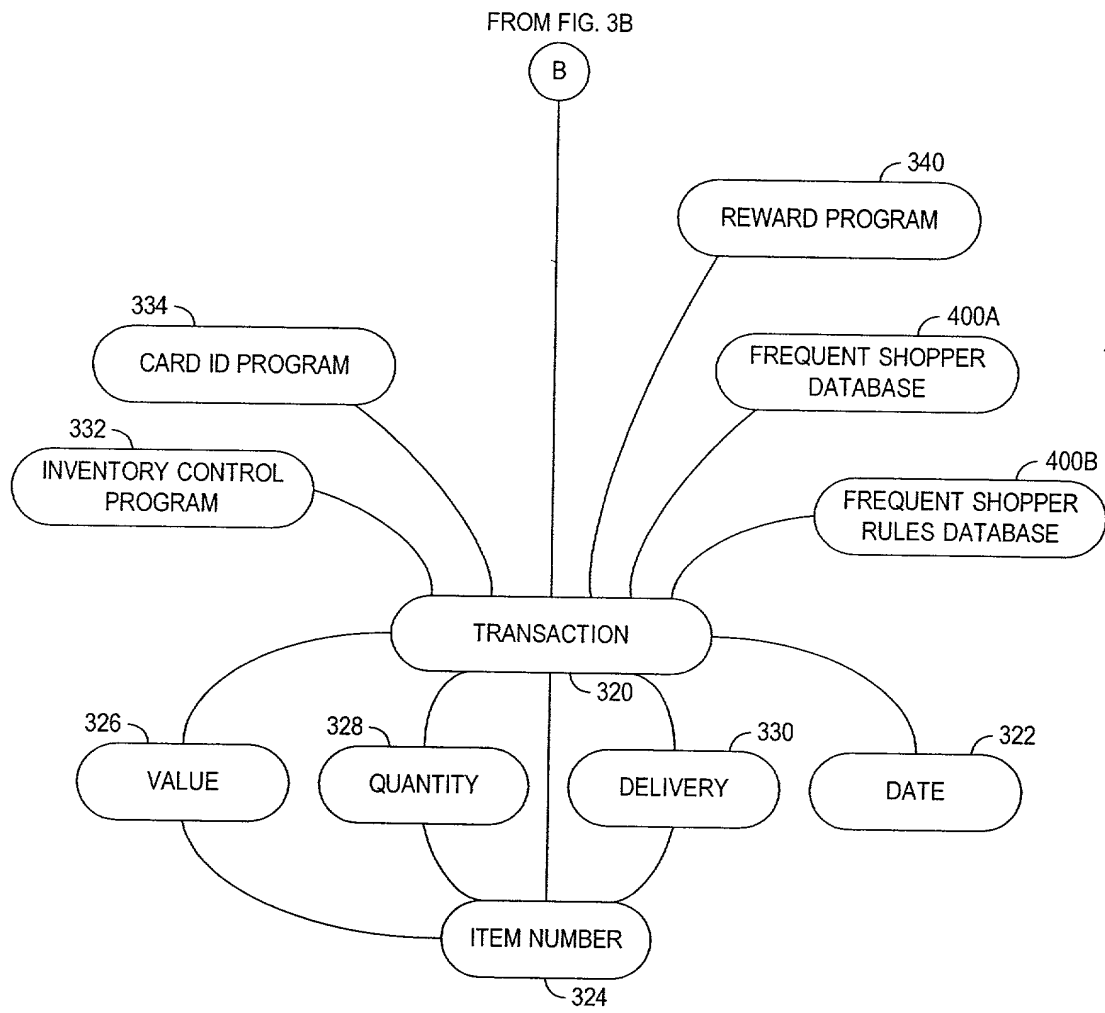 FROM FIG. 3B
B
340
REWARD PROGRAM
334
CARD ID PROGRAM
400A
FREQUENT SHOPPER
DATABASE
332
INVENTORY CONTROL
PROGRAM
400B
FREQUENT SHOPPER
RULES DATABASE
TRANSACTION
320
326
VALUE
328
QUANTITY
330
DELIVERY
322
DATE
ITEM NUMBER
324